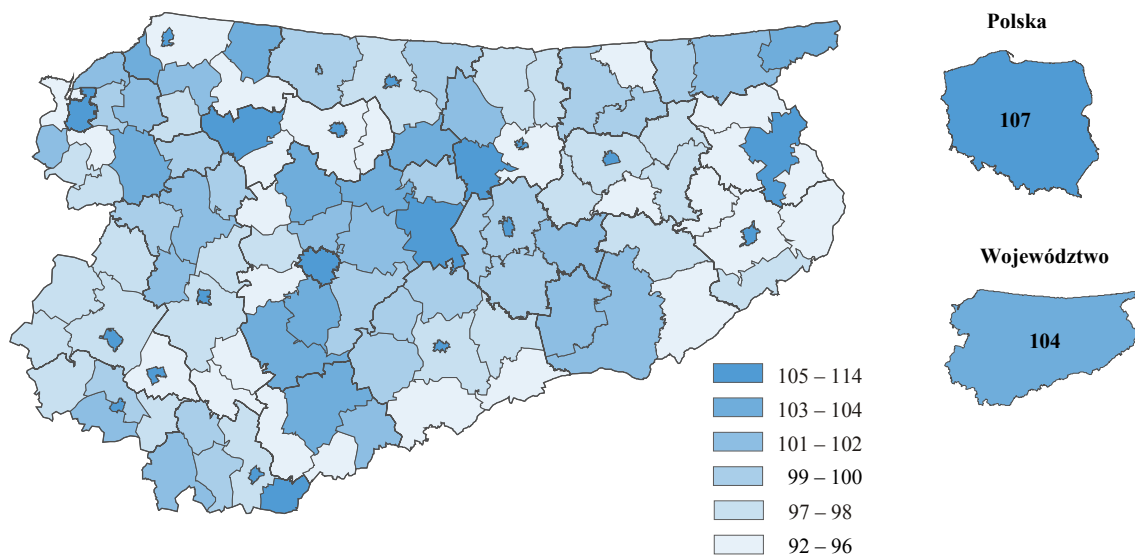 Polska
107
Województwo
104
105 – 114
103 – 104
101 – 102
99 – 100
97 – 98
92 – 96